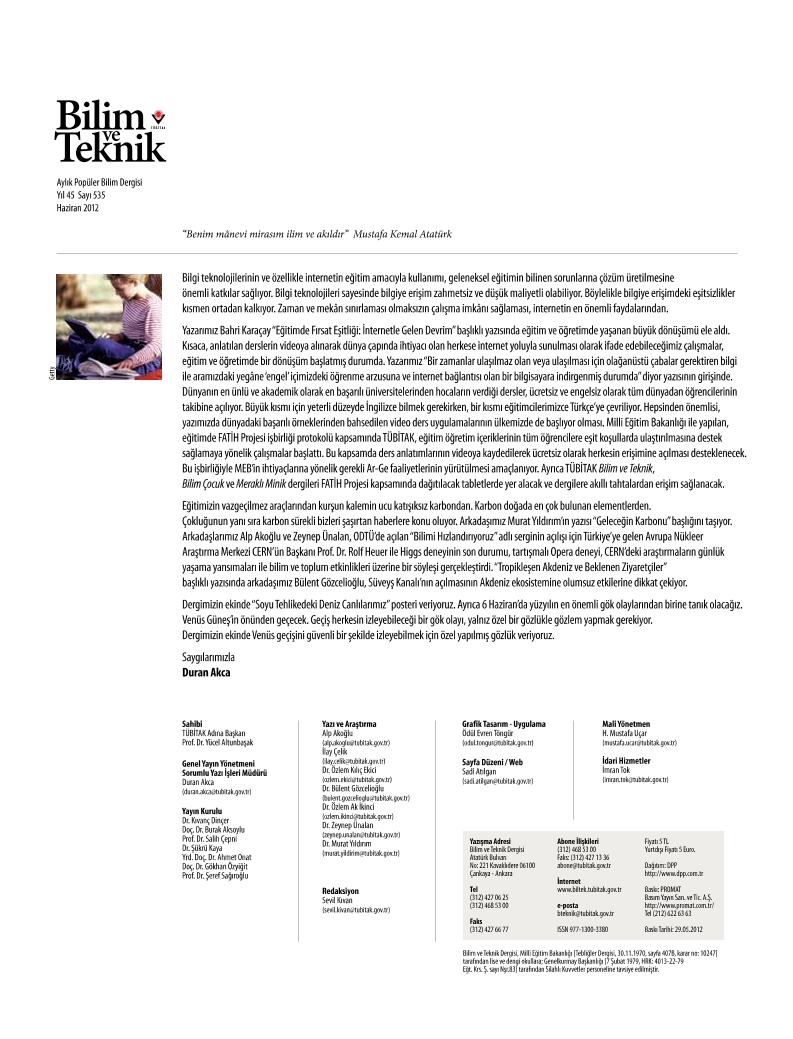 Bilim
ve
Teknik
TÜBİTAK
Aylık Popüler Bilim Dergisi
Yıl 45 Sayı 535
Haziran 2012
“Benim mânevi mirasım ilim ve akıldır” Mustafa Kemal Atatürk
Getty
Bilgi teknolojilerinin ve özellikle internetin eğitim amacıyla kullanımı, geleneksel eğitimin bilinen sorunlarına çözüm üretilmesine
önemli katkılar sağlıyor. Bilgi teknolojileri sayesinde bilgiye erişim zahmetsiz ve düşük maliyetli olabiliyor. Böylelikle bilgiye erişimdeki eşitsizlikler
kısmen ortadan kalkıyor. Zaman ve mekân sınırlaması olmaksızın çalışma imkânı sağlaması, internetin en önemli faydalarından.
Yazarımız Bahri Karaçay “Eğitimde Fırsat Eşitliği: İnternetle Gelen Devrim” başlıklı yazısında eğitim ve öğretimde yaşanan büyük dönüşümü ele aldı.
Kısaca, anlatılan derslerin videoya alınarak dünya çapında ihtiyacı olan herkese internet yoluyla sunulması olarak ifade edebileceğimiz çalışmalar,
eğitim ve öğretimde bir dönüşüm başlatmış durumda. Yazarımız “Bir zamanlar ulaşılmaz olan veya ulaşılması için olağanüstü çabalar gerektiren bilgi
ile aramızdaki yegâne ‘engel’ içimizdeki öğrenme arzusuna ve internet bağlantısı olan bir bilgisayara indirgenmiş durumda” diyor yazısının girişinde.
Dünyanın en ünlü ve akademik olarak en başarılı üniversitelerinden hocaların verdiği dersler, ücretsiz ve engelsiz olarak tüm dünyadan öğrencilerinin
takibine açılıyor. Büyük kısmı için yeterli düzeyde İngilizce bilmek gerekirken, bir kısmı eğitimcilerimizce Türkçe’ye çevriliyor. Hepsinden önemlisi,
yazımızda dünyadaki başarılı örneklerinden bahsedilen video ders uygulamalarının ülkemizde de başlıyor olması. Milli Eğitim Bakanlığı ile yapılan,
eğitimde FATİH Projesi işbirliği protokolü kapsamında TÜBİTAK, eğitim öğretim içeriklerinin tüm öğrencilere eşit koşullarda ulaştırılmasına destek
sağlamaya yönelik çalışmalar başlattı. Bu kapsamda ders anlatımlarının videoya kaydedilerek ücretsiz olarak herkesin erişimine açılması desteklenecek.
Bu işbirliğiyle MEB’in ihtiyaçlarına yönelik gerekli Ar-Ge faaliyetlerinin yürütülmesi amaçlanıyor. Ayrıca TÜBİTAK Bilim ve Teknik,
Bilim Çocuk ve Meraklı Minik dergileri FATİH Projesi kapsamında dağıtılacak tabletlerde yer alacak ve dergilere akıllı tahtalardan erişim sağlanacak.
Eğitimizin vazgeçilmez araçlarından kurşun kalemin ucu katışıksız karbondan. Karbon doğada en çok bulunan elementlerden.
Çokluğunun yanı sıra karbon sürekli bizleri şaşırtan haberlere konu oluyor. Arkadaşımız Murat Yıldırım’ın yazısı “Geleceğin Karbonu” başlığını taşıyor.
Arkadaşlarımız Alp Akoğlu ve Zeynep Ünalan, ODTÜ’de açılan “Bilimi Hızlandırıyoruz” adlı serginin açılışı için Türkiye’ye gelen Avrupa Nükleer
Araştırma Merkezi CERN’ün Başkanı Prof. Dr. Rolf Heuer ile Higgs deneyinin son durumu, tartışmalı Opera deneyi, CERN’deki araştırmaların günlük
yaşama yansımaları ile bilim ve toplum etkinlikleri üzerine bir söyleşi gerçekleştirdi. “Tropikleşen Akdeniz ve Beklenen Ziyaretçiler”
başlıklı yazısında arkadaşımız Bülent Gözcelioğlu, Süveyş Kanalı’nın açılmasının Akdeniz ekosistemine olumsuz etkilerine dikkat çekiyor.
Dergimizin ekinde “Soyu Tehlikedeki Deniz Canlılarımız” posteri veriyoruz. Ayrıca 6 Haziran’da yüzyılın en önemli gök olaylarından birine tanık olacağız.
Venüs Güneş’in önünden geçecek. Geçiş herkesin izleyebileceği bir gök olayı, yalnız özel bir gözlükle gözlem yapmak gerekiyor.
Dergimizin ekinde Venüs geçişini güvenli bir şekilde izleyebilmek için özel yapılmış gözlük veriyoruz.
Saygılarımızla
Duran Akca
Sahibi
TÜBİTAK Adına Başkan
Prof. Dr. Yücel Altunbaşak
Genel Yayın Yönetmeni
Sorumlu Yazı İşleri Müdürü
Duran Akca
(duran.akca@tubitak.gov.tr)
Yayın Kurulu
Dr. Kıvanç Dinçer
Doç. Dr. Burak Aksoylu
Prof. Dr. Salih Çepni
Dr. Şükrü Kaya
Yrd. Doç. Dr. Ahmet Onat
Doç. Dr. Gökhan Özyiğit
Prof. Dr. Şeref Sağıroğlu
Yazı ve Araştırma
Alp Akoğlu
(alp.akoglu@tubitak.gov.tr)
İlay Çelik
(ilay.celik@tubitak.gov.tr)
Dr. Özlem Kılıç Ekici
(ozlem.ekici@tubitak.gov.tr)
Dr. Bülent Gözcelioğlu
(bulent.gozcelioglu@tubitak.gov.tr)
Dr. Özlem Ak İkinci
(ozlem.ikinci@tubitak.gov.tr)
Dr. Zeynep Ünalan
(zeynep.unalan@tubitak.gov.tr)
Dr. Murat Yıldırım
(murat.yildirim@tubitak.gov.tr)
Redaksiyon
Sevil Kıvan
(sevil.kivan@tubitak.gov.tr)
Grafik Tasarım - Uygulama
Ödül Evren Töngür
(odul.tongur@tubitak.gov.tr)
Sayfa Düzeni / Web
Sadi Atılgan
(sadi.atilgan@tubitak.gov.tr)
Mali Yönetmen
H. Mustafa Uçar
(mustafa.ucar@tubitak.gov.tr)
İdari Hizmetler
İmran Tok
(imran.tok@tubitak.gov.tr)
Yazışma Adresi
Bilim ve Teknik Dergisi
Atatürk Bulvarı
No: 221 Kavaklıdere 06100
Çankaya - Ankara
Tel
(312) 427 06 25
(312) 468 53 00
Faks
(312) 427 66 77
Abone İlişkileri
(312) 468 53 00
Faks: (312) 427 13 36
abone@tubitak.gov.tr
İnternet
www.biltek.tubitak.gov.tr
e-posta
bteknik@tubitak.gov.tr
ISSN 977-1300-3380
Fiyatı 5 TL
Yurtdışı Fiyatı 5 Euro.
Dağıtım: DPP
http://www.dpp.com.tr
Baskı: PROMAT
Basım Yayın San. ve Tic. A.Ş.
http://www.promat.com.tr/
Tel (212) 622 63 63
Baskı Tarihi: 29.05.2012
Bilim ve Teknik Dergisi, Milli Eğitim Bakanlığı [Tebliğler Dergisi, 30.11.1970, sayfa 407B, karar no: 10247]
tarafından lise ve dengi okullara; Genelkurmay Başkanlığı [7 Şubat 1979, HRK: 4013-22-79
Eğt. Krs. Ş. sayı Nşr.83] tarafından Silahlı Kuvvetler personeline tavsiye edilmiştir.